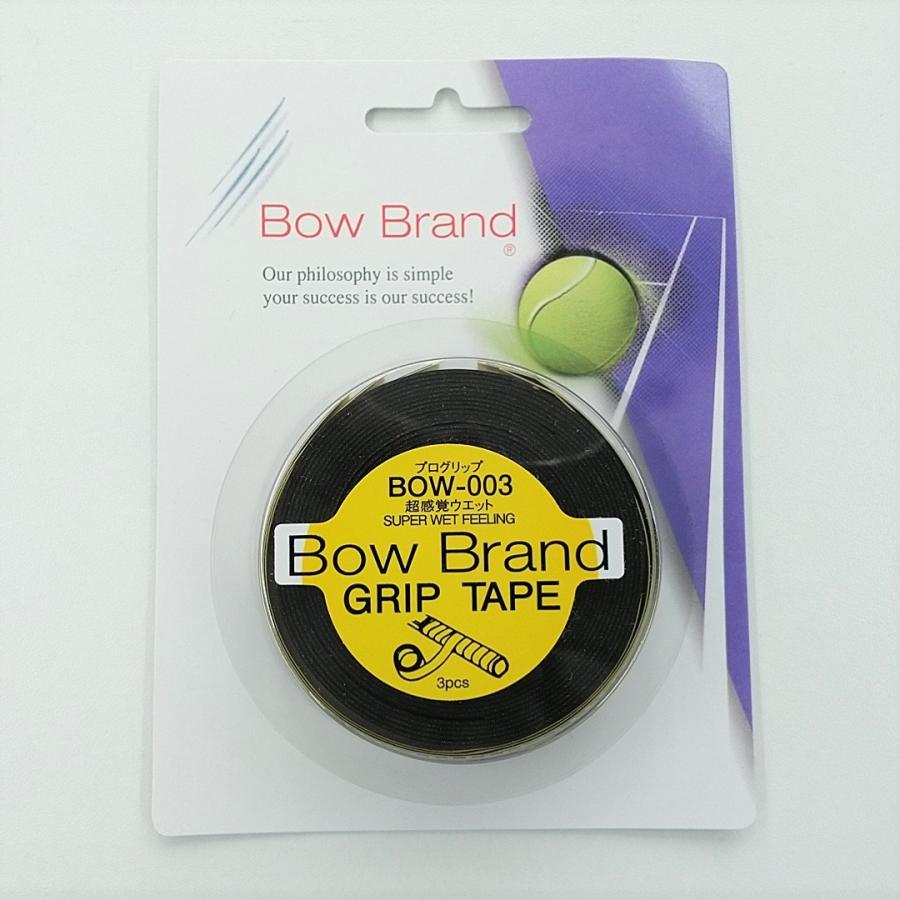 Bow Brand
®
Our philosophy is simple
your success is our success!
プログリップ
BOW-003
超感覚ウエット
SUPER WET FEELING
Bow Brand
GRIP TAPE
3pcs